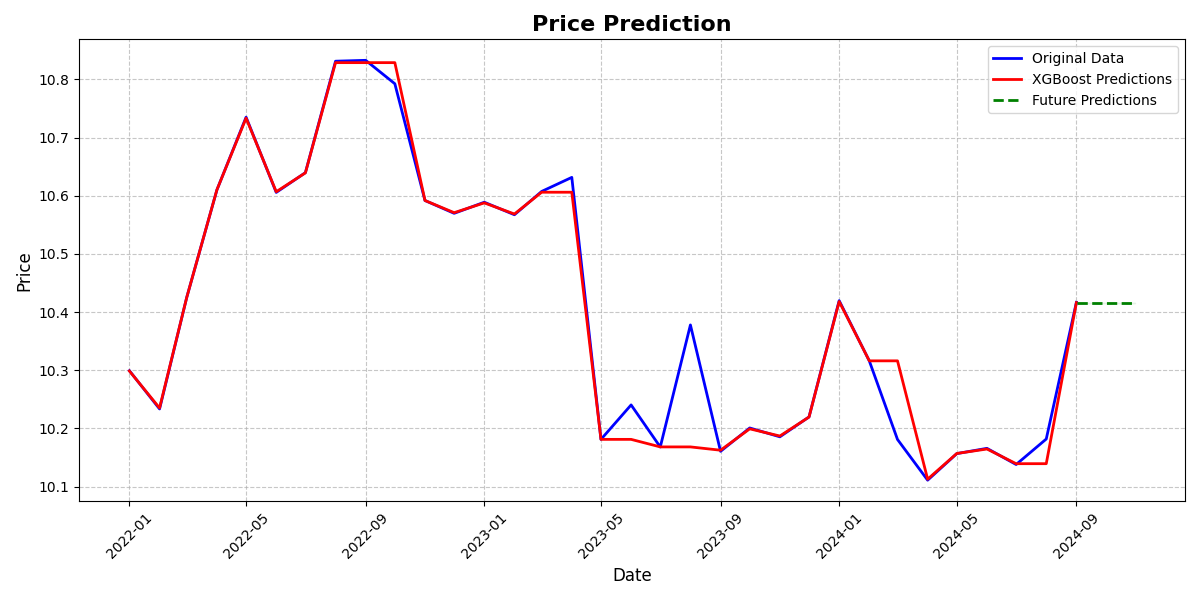 Price Prediction
Original Data
XGBoost Predictions
Future Predictions
Price
10.8
10.7
10.6
10.5
10.4
10.3
10.2
10.1
2022-01
2022-05
2022-09
2023-01
2023-05
2023-09
2024-01
2024-05
2024-09
Date